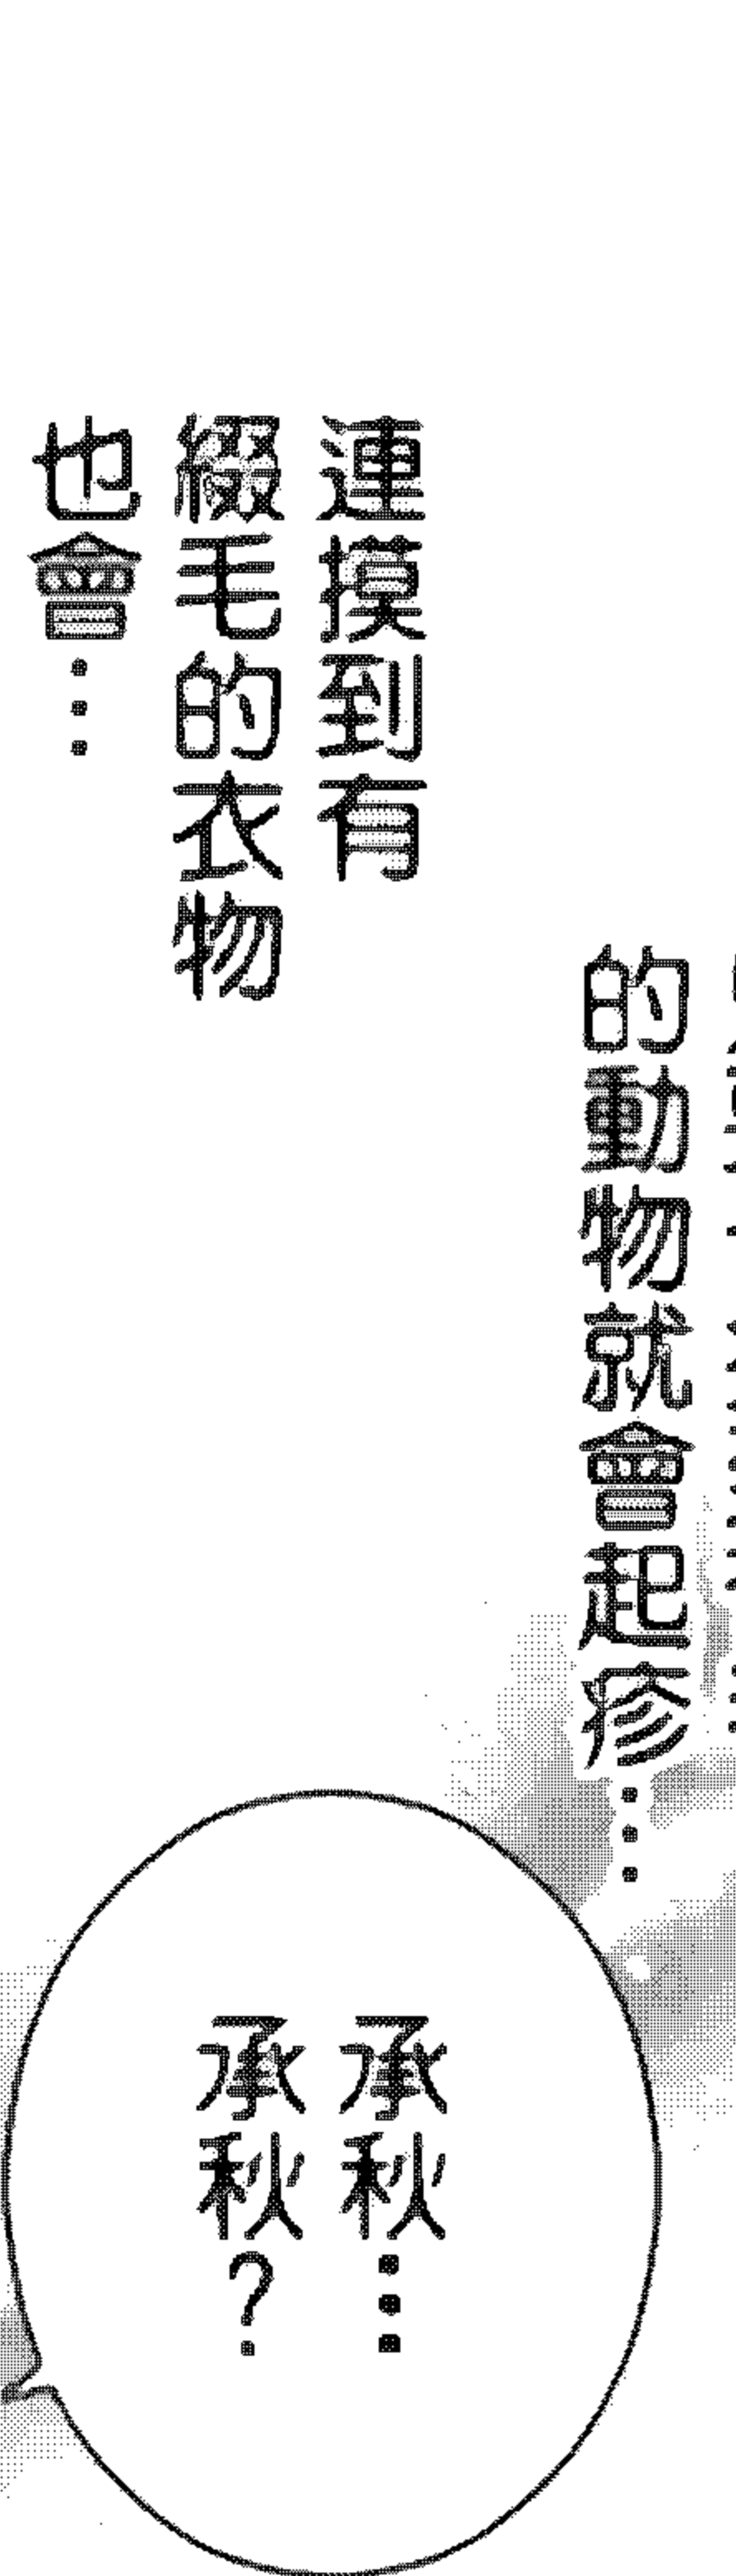 的動物就會起疹…
連摸到有
綴毛的衣物
也會…
承秋…
承秋?